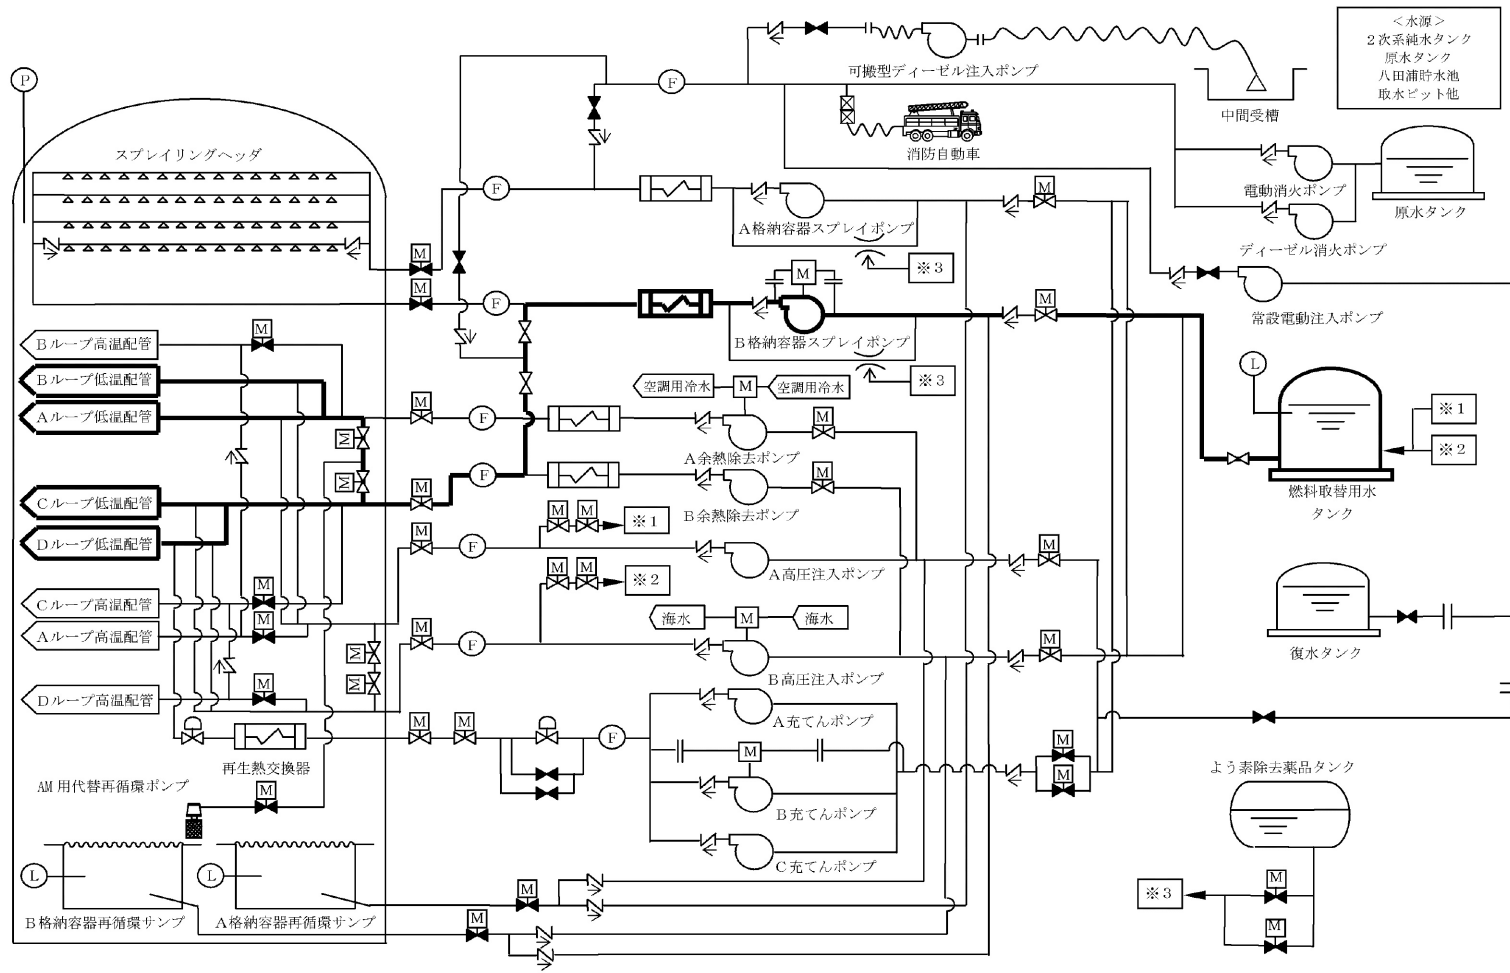 <水源>
2次系純水タンク
原水タンク
八田浦貯水池
取水ピット他
P
F
可搬型ディーゼル注入ポンプ
中間受槽
消防自動車
スプレイリングヘッダ
F
M
電動消火ポンプ
原水タンク
A格納容器スプレイポンプ
ディーゼル消火ポンプ
M
※3
M
M
F
M
常設電動注入ポンプ
M
Bループ高温配管
B格納容器スプレイポンプ
L
Bループ低温配管
空調用冷水
M
空調用冷水
※3
Aループ低温配管
M
F
M
※1
M
A余熱除去ポンプ
※2
M
F
M
燃料取替用水
タンク
Cループ低温配管
M
B余熱除去ポンプ
M
M
※1
Dループ低温配管
M
F
M
A高圧注入ポンプ
M
M
※2
Cループ高温配管
M
海水
M
海水
Aループ高温配管
M
M
F
M
復水タンク
M
B高圧注入ポンプ
M
Dループ高温配管
M
A充てんポンプ
M
M
F
M
M
再生熱交換器
M
よう素除去薬品タンク
AM用代替再循環ポンプ
M
B充てんポンプ
C充てんポンプ
L
L
M
M
※3
B格納容器再循環サンプ
A格納容器再循環サンプ
M
M